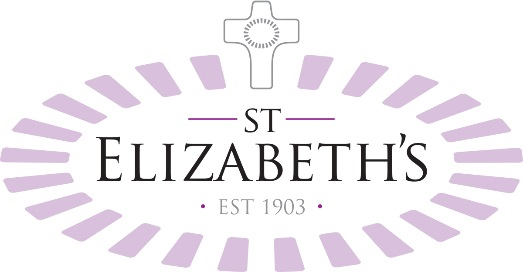 ST
ELIZABETH'S
• EST 1903 •